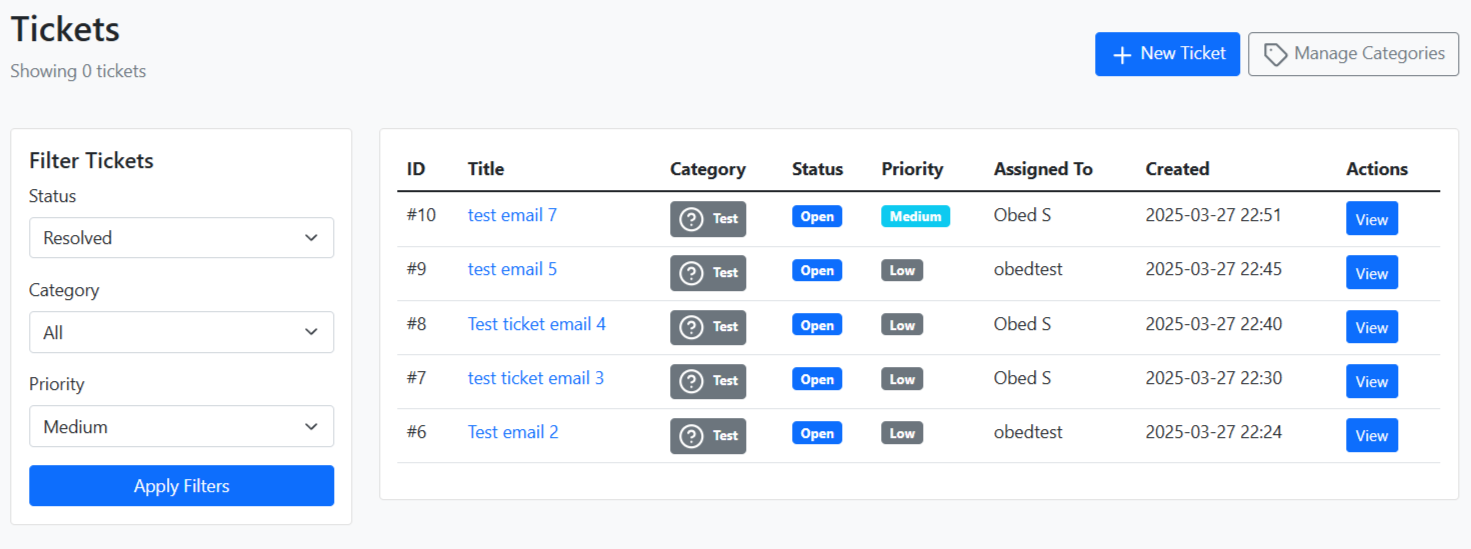 Tickets
Showing 0 tickets
New Ticket
Manage Categories
Filter Tickets
Status
Resolved
Category
All
Priority
Medium
Apply Filters
ID Title Category Status Priority Assigned To Created Actions
#10 test email 7 Test Open Medium Obed S 2025-03-27 22:51 View
#9 test email 5 Test Open Low obedtest 2025-03-27 22:45 View
#8 Test ticket email 4 Test Open Low Obed S 2025-03-27 22:40 View
#7 test ticket email 3 Test Open Low Obed S 2025-03-27 22:30 View
#6 Test email 2 Test Open Low obedtest 2025-03-27 22:24 View